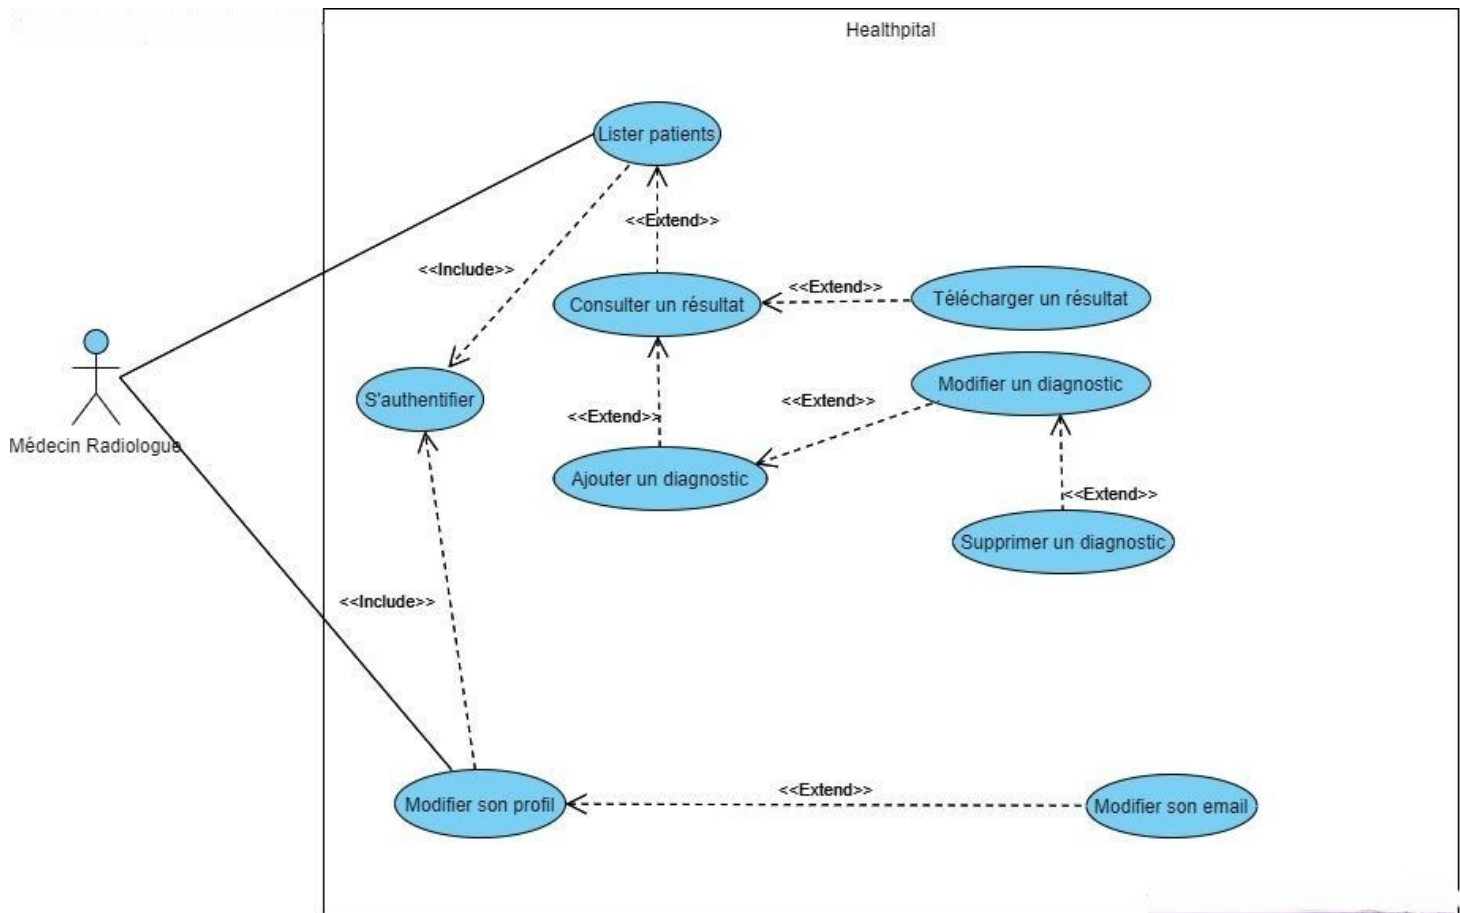 Healthpital
Lister patients
<<Extend>>
<<Include>>
Consulter un résultat
<<Extend>>
Télécharger un résultat
S'authentifier
Modifier un diagnostic
<<Extend>>
<<Extend>>
Médecin Radiologue
Ajouter un diagnostic
<<Extend>>
Supprimer un diagnostic
<<Include>>
<<Extend>>
Modifier son profil
Modifier son email